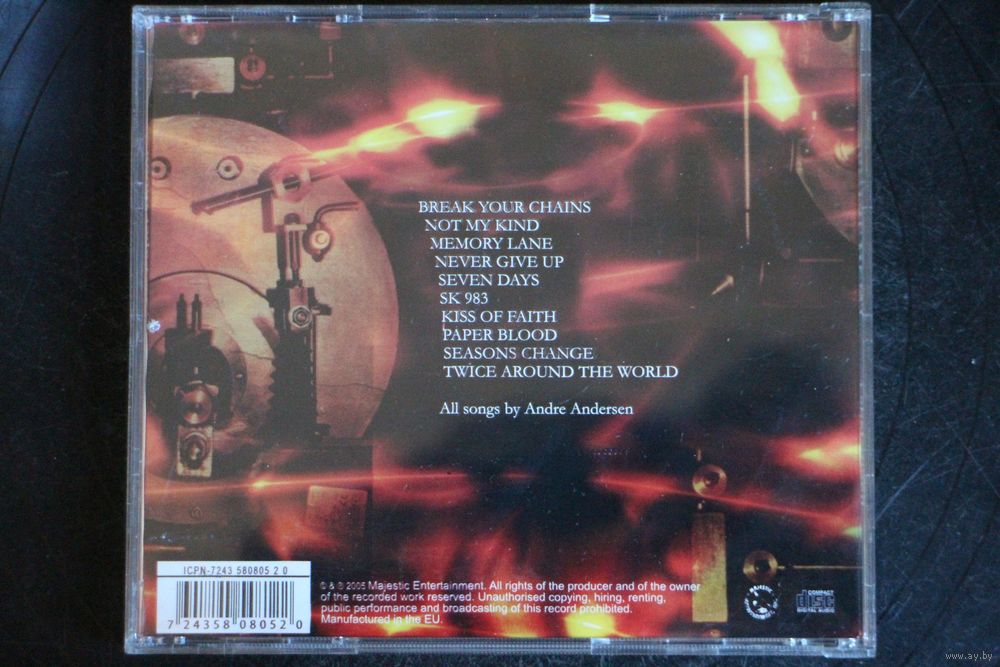 BREAK YOUR CHAINS
NOT MY KIND
MEMORY LANE
NEVER GIVE UP
SEVEN DAYS
SK 983
KISS OF FAITH
PAPER BLOOD
SEASONS CHANGE
TWICE AROUND THE WORLD
All songs by Andre Andersen
ICPN-7243 580805 2 0
7 24358 08052 0
© & ℗ 2005 Majestic Entertainment. All rights of the producer and of the owner
of the recorded work reserved. Unauthorised copying, hiring, renting,
public performance and broadcasting of this record prohibited.
Manufactured in the EU.
MAJESTIC
COMPACT
disc
DIGITAL AUDIO
www.ay.by